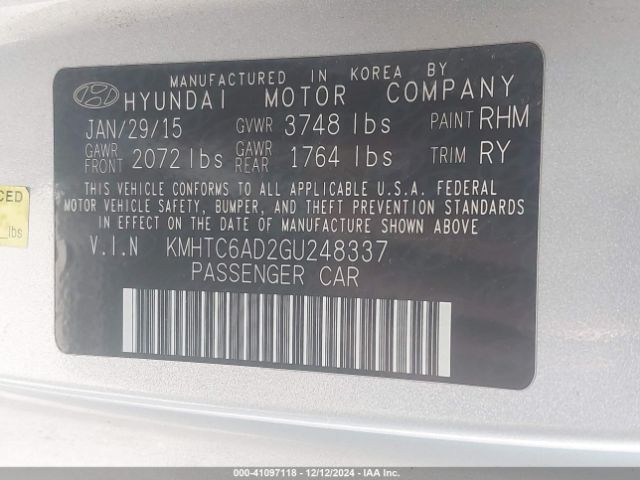 MANUFACTURED IN KOREA BY
HYUNDAI MOTOR COMPANY
JAN/29/15 GVWR 3748 lbs PAINT RHM
GAWR FRONT 2072 lbs GAWR REAR 1764 lbs TRIM RY
THIS VEHICLE CONFORMS TO ALL APPLICABLE U.S.A. FEDERAL
MOTOR VEHICLE SAFETY, BUMPER, AND THEFT PREVENTION STANDARDS
IN EFFECT ON THE DATE OF MANUFACTURE SHOWN ABOVE
V.I.N KMHTC6AD2GU248337
PASSENGER CAR
CED
lbs
000-41097118 - 12/12/2024 - IAA Inc.